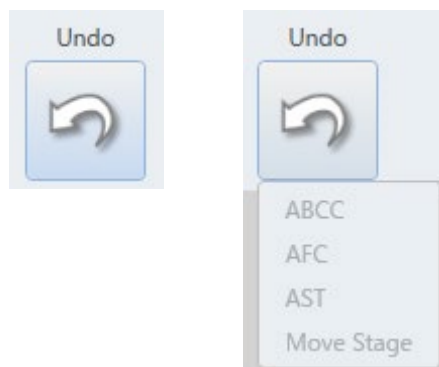 Undo
Undo
ABCC
AFC
AST
Move Stage